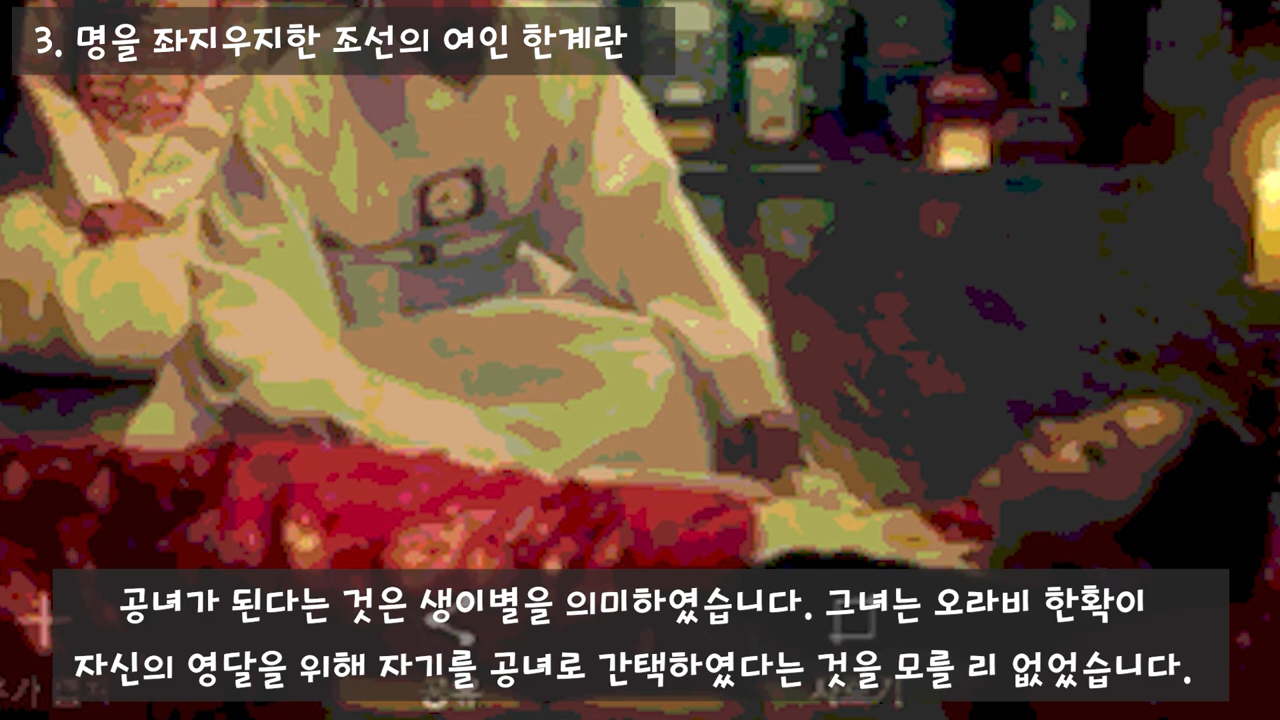 3. 명을 좌지우지한 조선의 여인 한계란
공녀가 된다는 것은 생이별을 의미하였습니다. 그녀는 오라비 한확이
자신의 영달을 위해 자기를 공녀로 간택하였다는 것을 모를 리 없었습니다.